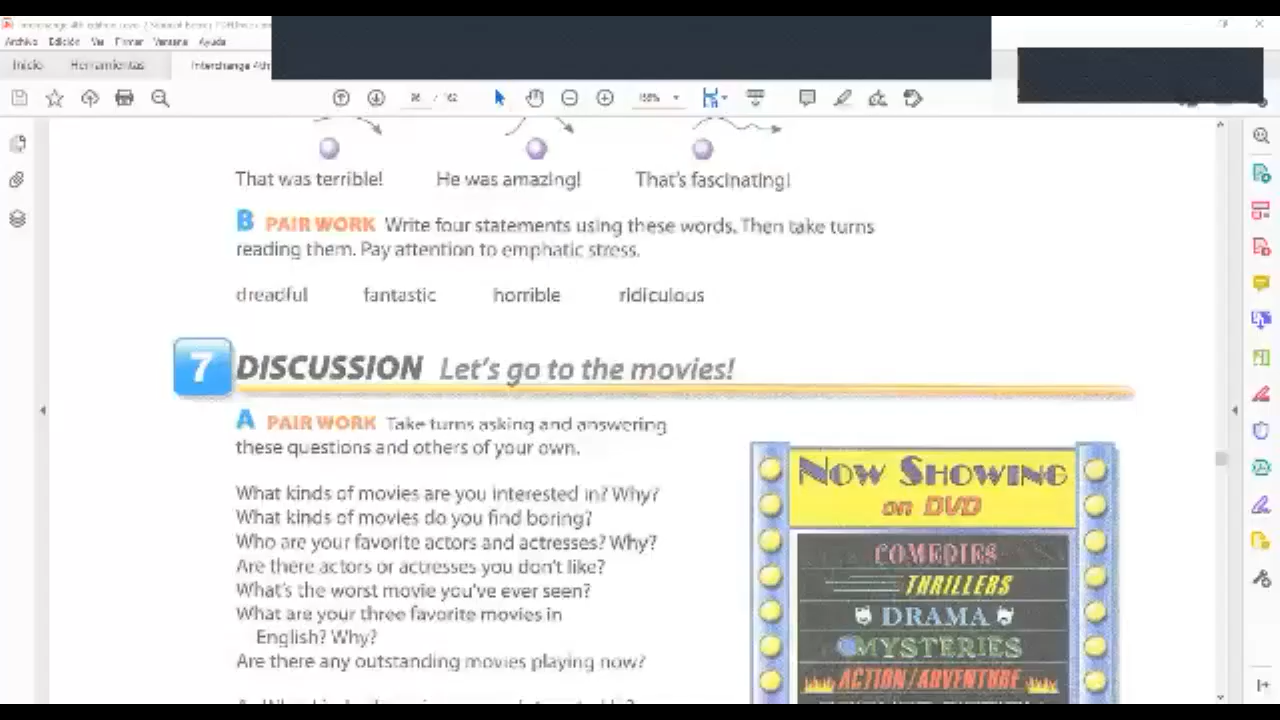 Archivo Edición Ver Firmar Ventana Ayuda
Inicio Herramientas Interchange 4th
That was terrible! He was amazing! That's fascinating!
B PAIR WORK Write four statements using these words. Then take turns
reading them. Pay attention to emphatic stress.
dreadful fantastic horrible ridiculous
7 DISCUSSION Let's go to the movies!
A PAIR WORK Take turns asking and answering
these questions and others of your own.
What kinds of movies are you interested in? Why?
What kinds of movies do you find boring?
Who are your favorite actors and actresses? Why?
Are there actors or actresses you don't like?
What's the worst movie you've ever seen?
What are your three favorite movies in
English? Why?
Are there any outstanding movies playing now?
NOW SHOWING
on DVD
COMEDIES
THRILLERS
DRAMA
MYSTERIES
ACTION/ADVENTURE